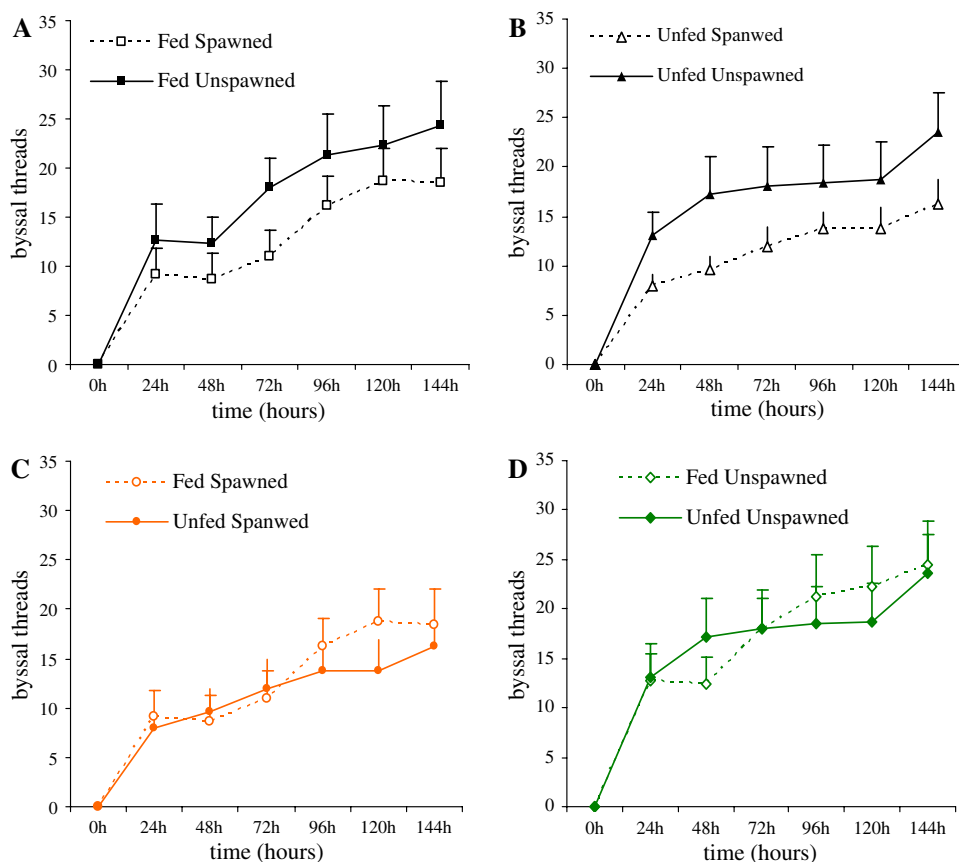 A
Fed Spawned
Fed Unspawned
byssal threads
35
30
25
20
15
10
5
0
0h 24h 48h 72h 96h 120h 144h
time (hours)
B
Unfed Spanwed
Unfed Unspawned
byssal threads
35
30
25
20
15
10
5
0
0h 24h 48h 72h 96h 120h 144h
time (hours)
C
Fed Spawned
Unfed Spanwed
byssal threads
35
30
25
20
15
10
5
0
0h 24h 48h 72h 96h 120h 144h
time (hours)
D
Fed Unspawned
Unfed Unspawned
byssal threads
35
30
25
20
15
10
5
0
0h 24h 48h 72h 96h 120h 144h
time (hours)